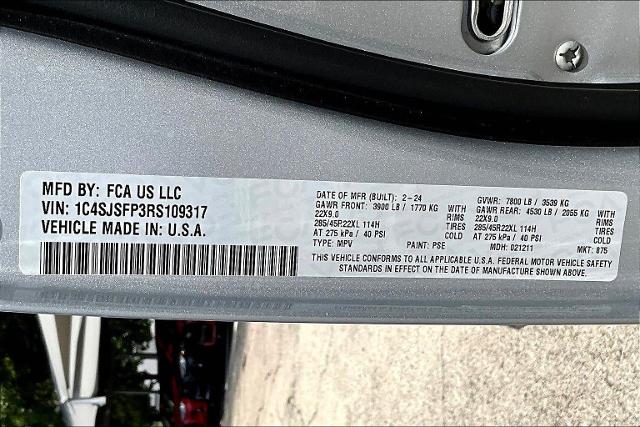 MFD BY: FCA US LLC
VIN: 1C4SJSFP3RS109317
VEHICLE MADE IN: U.S.A.
DATE OF MFR (BUILT): 2-24 GVWR: 7800 LB / 3539 KG
GAWR FRONT: 3900 LB / 1770 KG WITH GAWR REAR: 4530 LB / 2055 KG WITH
22X9.0 RIMS 22X9.0 RIMS
285/45R22XL 114H TIRES 285/45R22XL 114H TIRES
AT 275 kPa / 40 PSI COLD AT 275 kPa / 40 PSI COLD
TYPE: MPV PAINT: PSE MDH: 021211 MKT: 875
THIS VEHICLE CONFORMS TO ALL APPLICABLE U.S.A. FEDERAL MOTOR VEHICLE SAFETY
STANDARDS IN EFFECT ON THE DATE OF MANUFACTURE SHOWN ABOVE.